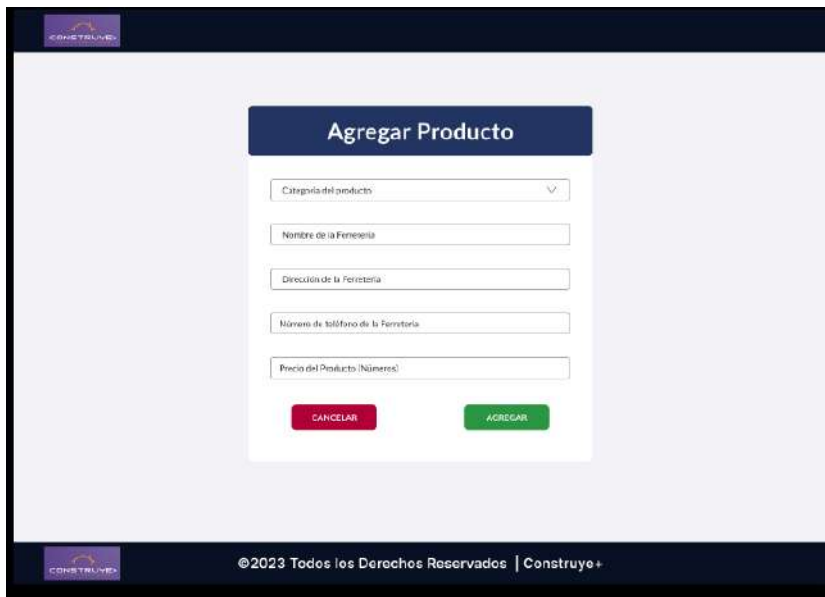 CONSTRUYE+
Agregar Producto
Categoría del producto
Nombre de la Ferretería
Dirección de la Ferretería
Número de teléfono de la Ferretería
Precio del Producto (Números)
CANCELAR
AGREGAR
CONSTRUYE+
©2023 Todos los Derechos Reservados | Construye+